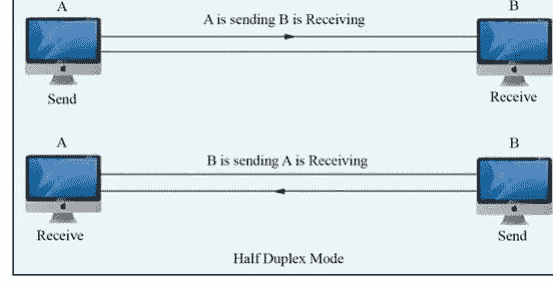 A
B
A is sending B is Receiving
Send
Receive
A
B
B is sending A is Receiving
Receive
Send
Half Duplex Mode